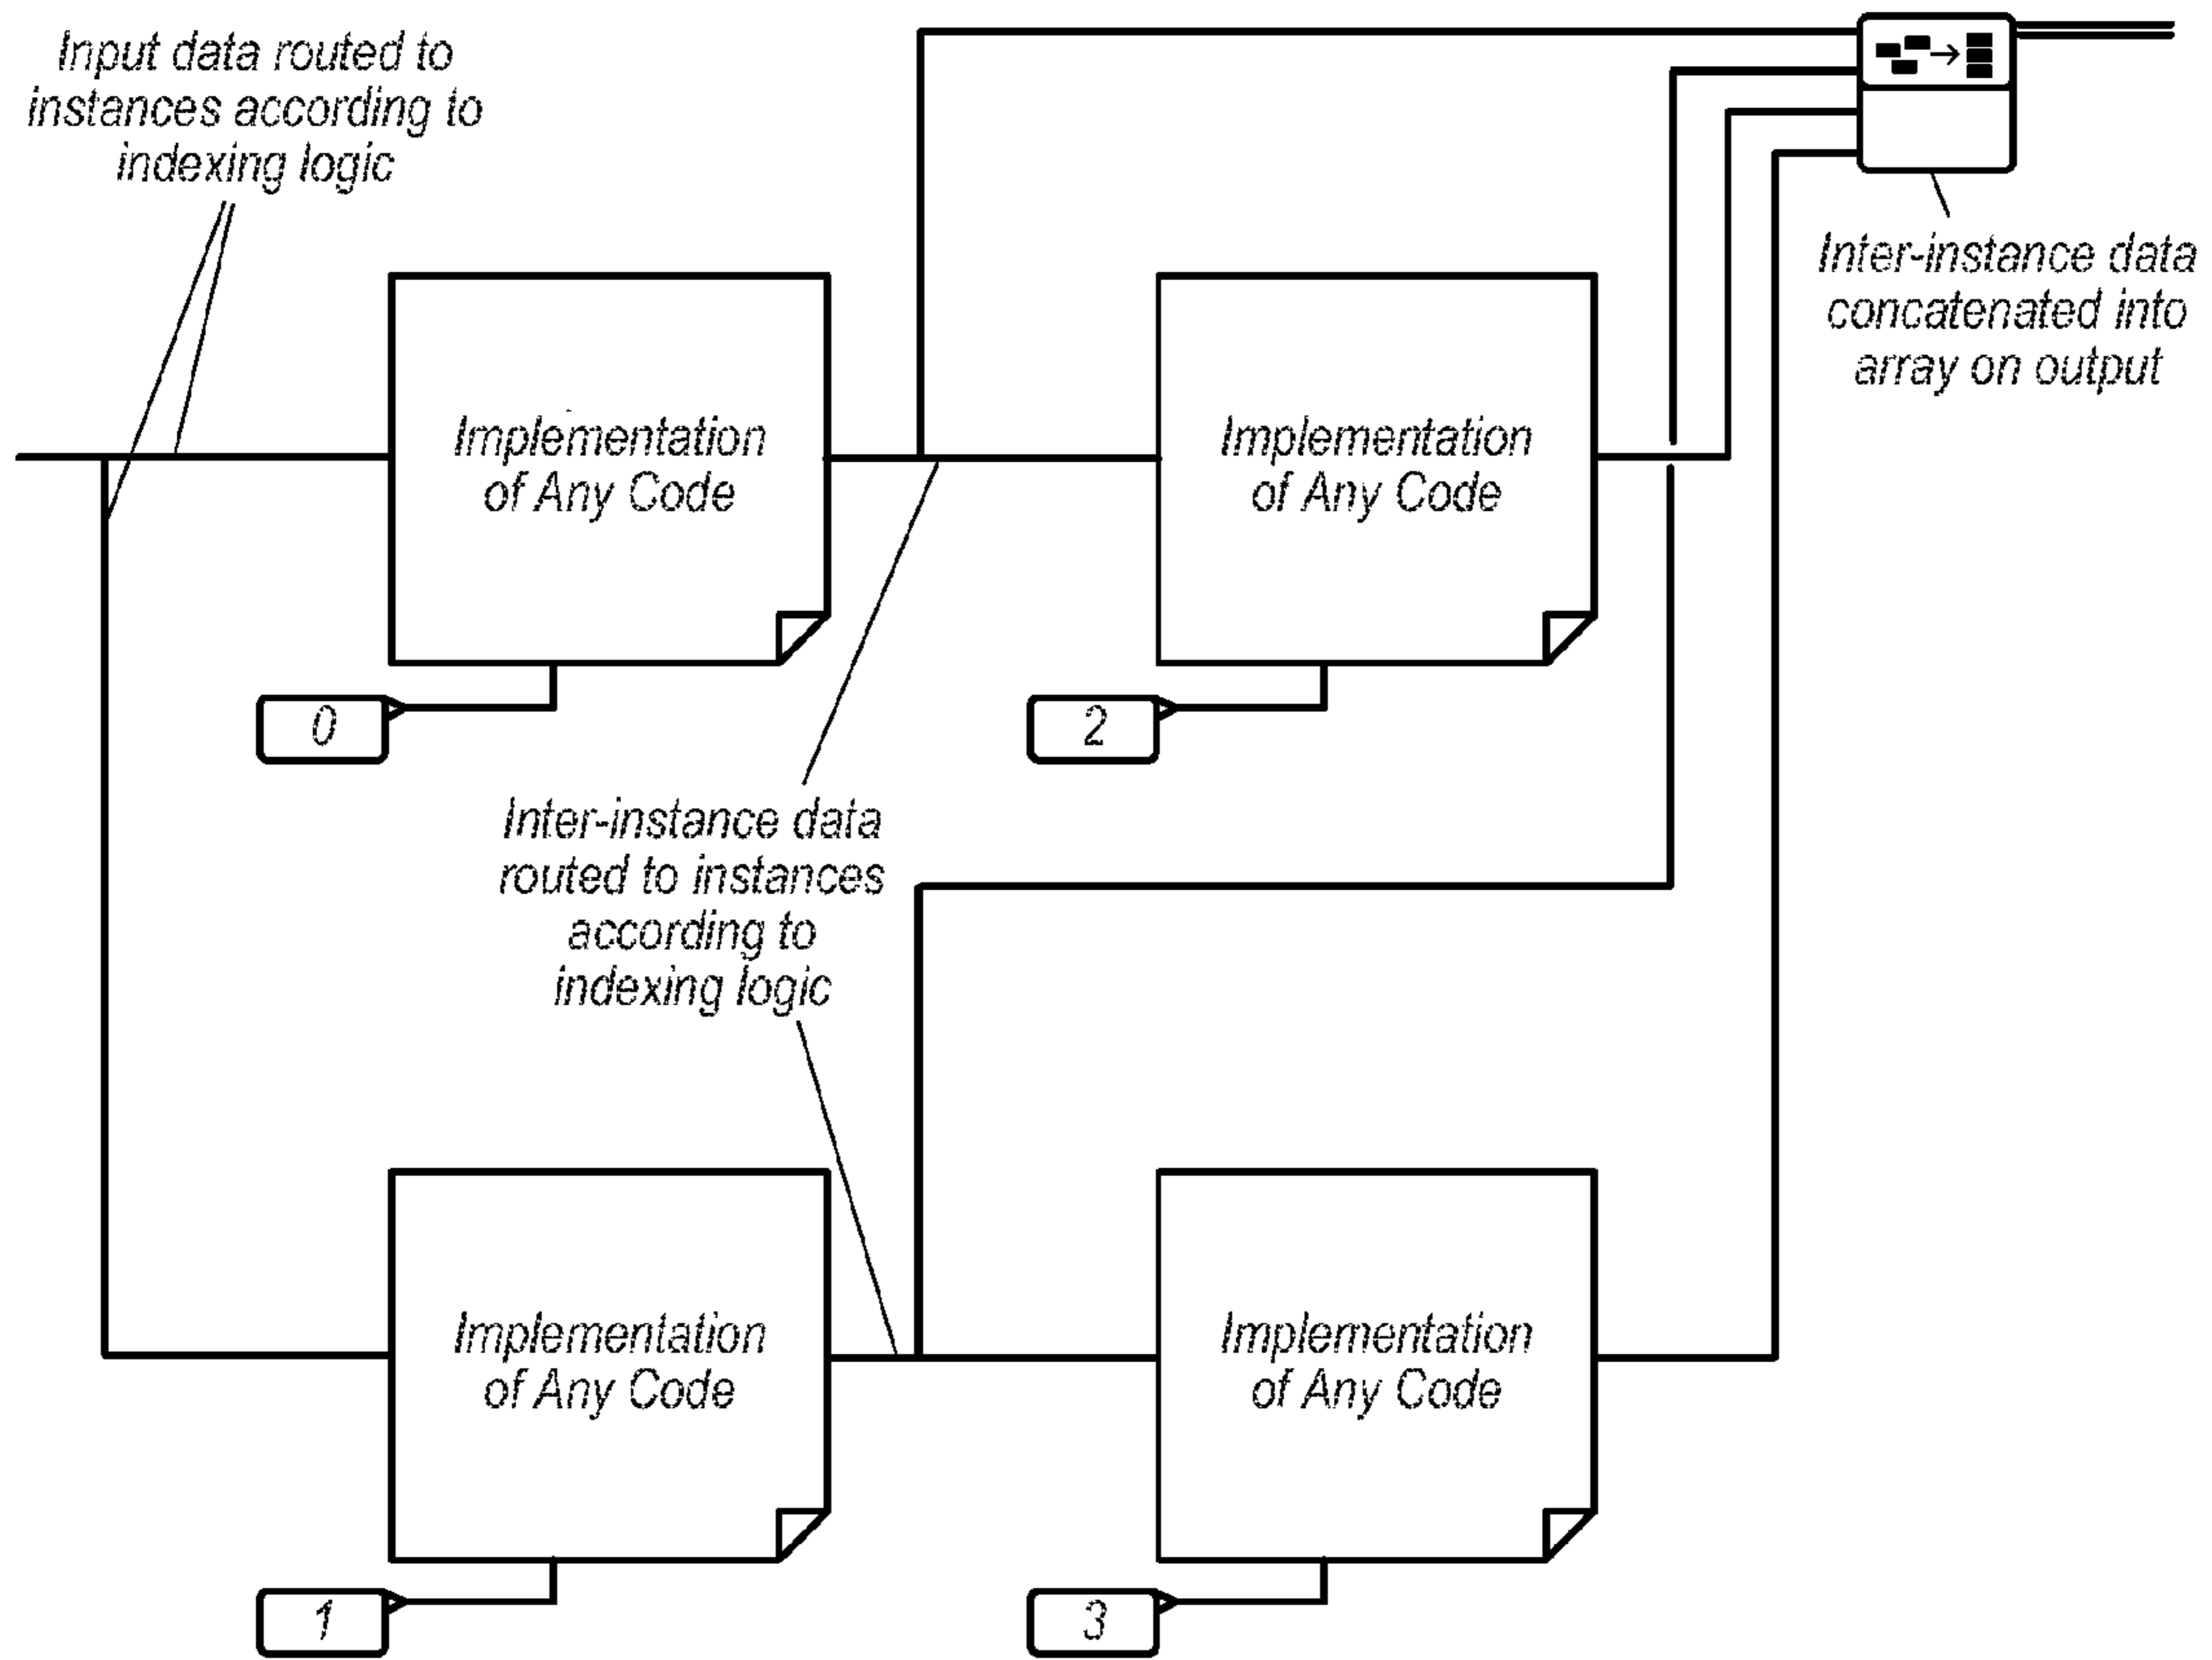 Input data routed to
instances according to
indexing logic
Inter-instance data
concatenated into
array on output
Implementation
of Any Code
Implementation
of Any Code
0
2
Inter-instance data
routed to instances
according to
indexing logic
Implementation
of Any Code
Implementation
of Any Code
1
3